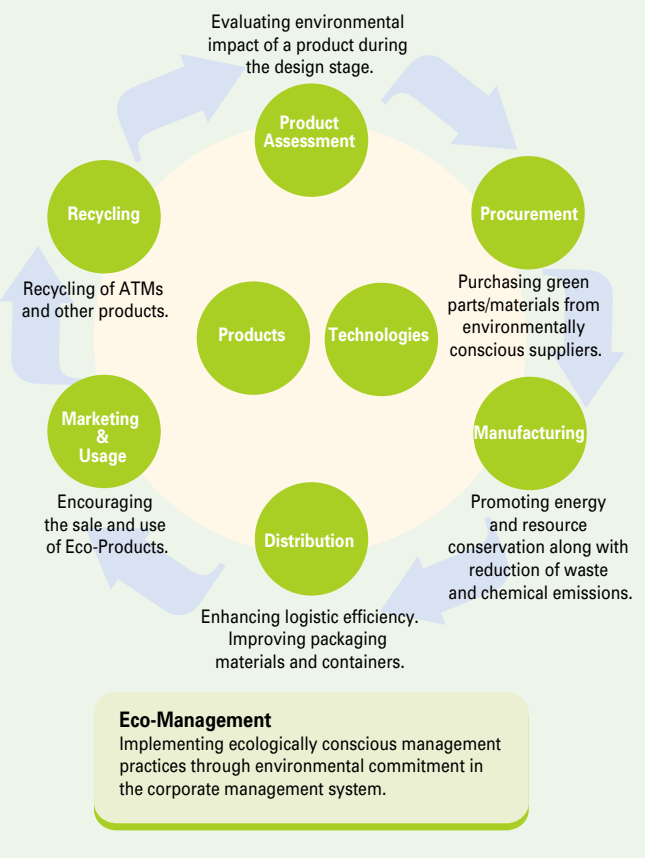 Evaluating environmental
impact of a product during
the design stage.
Product
Assessment
Procurement
Purchasing green
parts/materials from
environmentally
conscious suppliers.
Manufacturing
Promoting energy
and resource
conservation along with
reduction of waste
and chemical emissions.
Distribution
Enhancing logistic efficiency.
Improving packaging
materials and containers.
Marketing
&
Usage
Encouraging
the sale and use
of Eco-Products.
Recycling
Recycling of ATMs
and other products.
Products
Technologies
Eco-Management
Implementing ecologically conscious management
practices through environmental commitment in
the corporate management system.